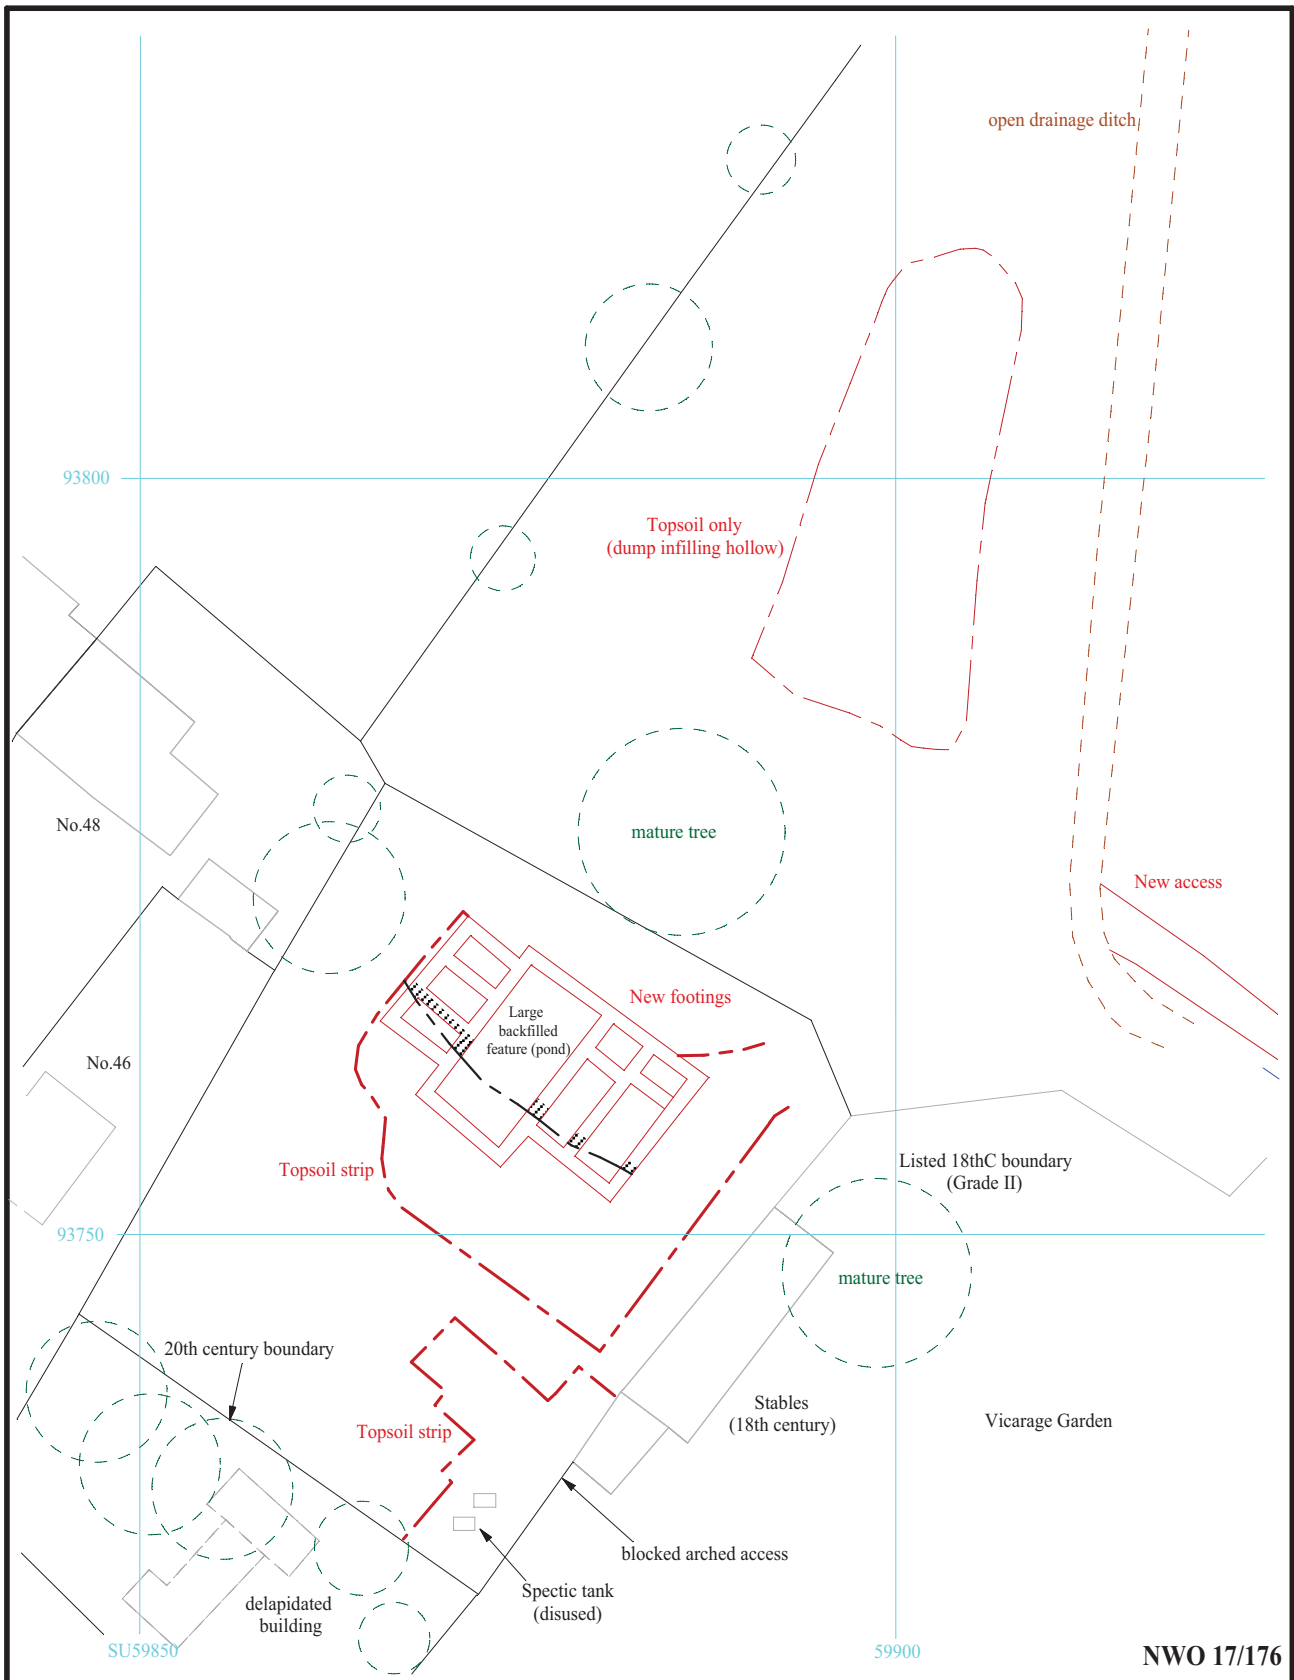 open drainage ditch
93800
Topsoil only
(dump infilling hollow)
No.48
mature tree
New access
New footings
Large
backfilled
feature (pond)
No.46
Topsoil strip
Listed 18thC boundary
(Grade II)
93750
mature tree
20th century boundary
Stables
(18th century)
Vicarage Garden
Topsoil strip
blocked arched access
Spectic tank
(disused)
delapidated
building
SU59850
59900
NWO 17/176